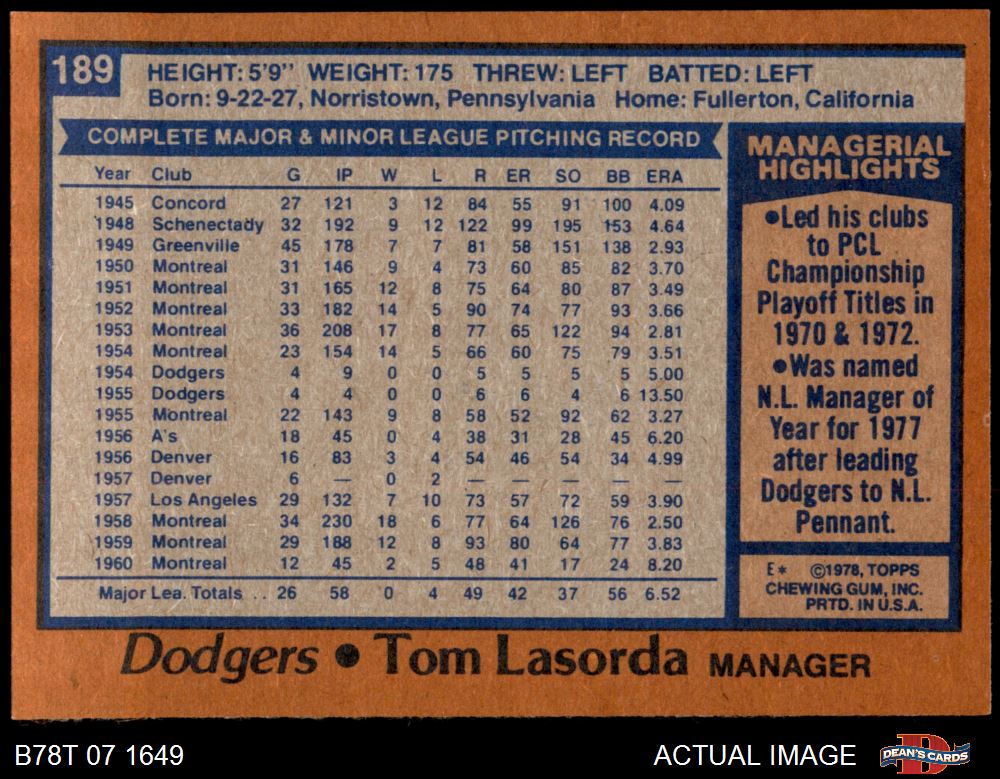 189
HEIGHT: 5'9" WEIGHT: 175 THREW: LEFT BATTED: LEFT
Born: 9-22-27, Norristown, Pennsylvania Home: Fullerton, California
COMPLETE MAJOR & MINOR LEAGUE PITCHING RECORD
Year Club G IP W L R ER SO BB ERA
1945 Concord 27 121 3 12 84 55 91 100 4.09
1948 Schenectady 32 192 9 12 122 99 195 153 4.64
1949 Greenville 45 178 7 7 81 58 151 138 2.93
1950 Montreal 31 146 9 4 73 60 85 82 3.70
1951 Montreal 31 165 12 8 75 64 80 87 3.49
1952 Montreal 33 182 14 5 90 74 77 93 3.66
1953 Montreal 36 208 17 8 77 65 122 94 2.81
1954 Montreal 23 154 14 5 66 60 75 79 3.51
1954 Dodgers 4 9 0 0 5 5 5 5 5.00
1955 Dodgers 4 4 0 0 6 6 4 6 13.50
1955 Montreal 22 143 9 8 58 52 92 62 3.27
1956 A's 18 45 0 4 38 31 28 45 6.20
1956 Denver 16 83 3 4 54 46 54 34 4.99
1957 Denver 6 — 0 2 — — — — —
1957 Los Angeles 29 132 7 10 73 57 72 59 3.90
1958 Montreal 34 230 18 6 77 64 126 76 2.50
1959 Montreal 29 188 12 8 93 80 64 77 3.83
1960 Montreal 12 45 2 5 48 41 17 24 8.20
Major Lea. Totals .. 26 58 0 4 49 42 37 56 6.52
MANAGERIAL
HIGHLIGHTS
•Led his clubs
to PCL
Championship
Playoff Titles in
1970 & 1972.
•Was named
N.L. Manager of
Year for 1977
after leading
Dodgers to N.L.
Pennant.
E* ©1978, TOPPS
CHEWING GUM, INC.
PRTD. IN U.S.A.
Dodgers • Tom Lasorda MANAGER
B78T 07 1649
ACTUAL IMAGE
DEAN'S CARDS